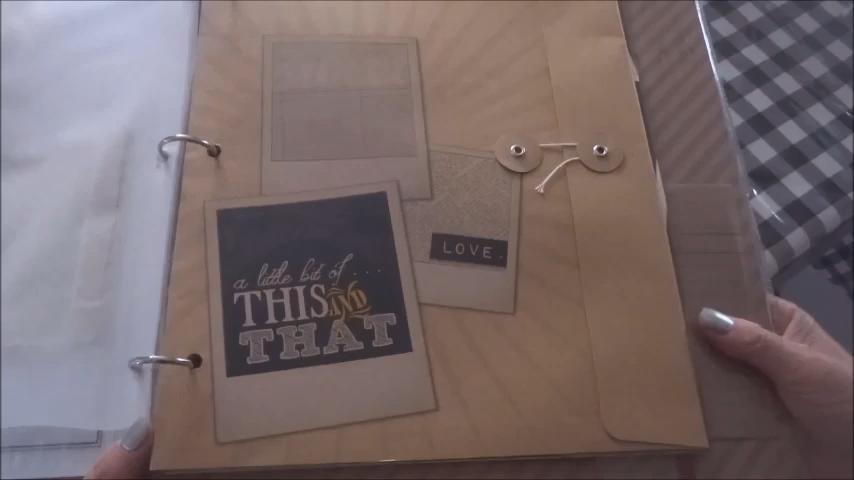 a little bit of ....
THIS AND
THAT
LOVE.